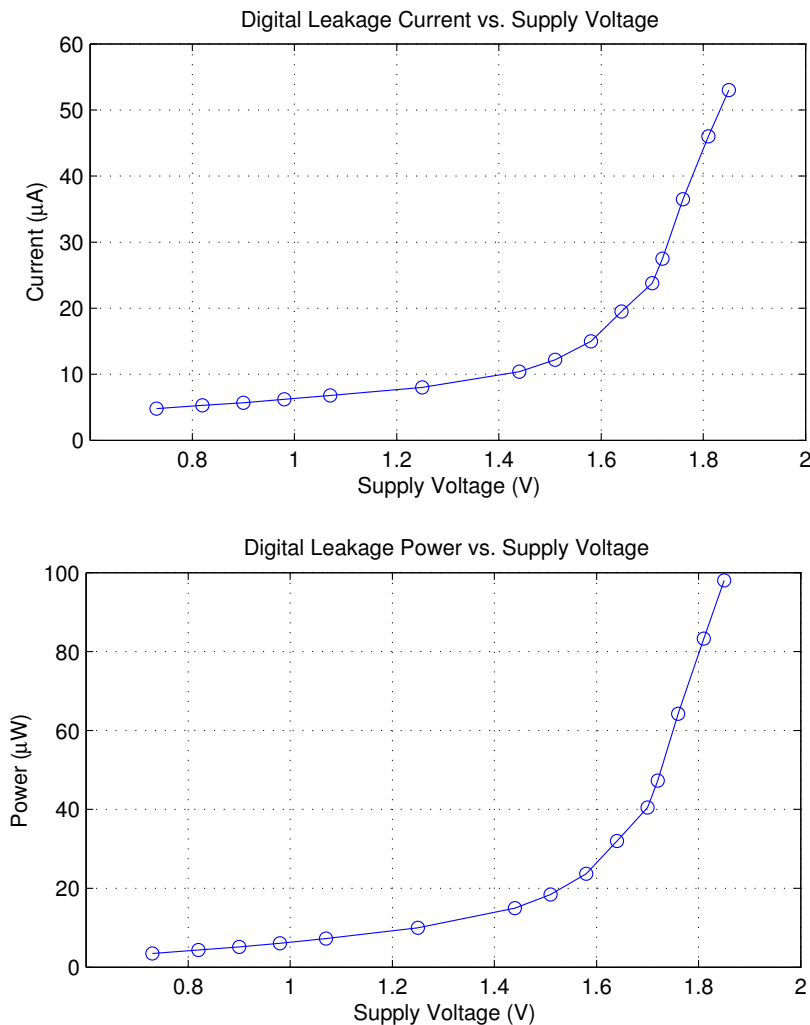 Digital Leakage Current vs. Supply Voltage
60
50
40
30
20
10
0
Current (μA)
0.8 1 1.2 1.4 1.6 1.8 2
Supply Voltage (V)
Digital Leakage Power vs. Supply Voltage
100
80
60
40
20
0
Power (μW)
0.8 1 1.2 1.4 1.6 1.8 2
Supply Voltage (V)